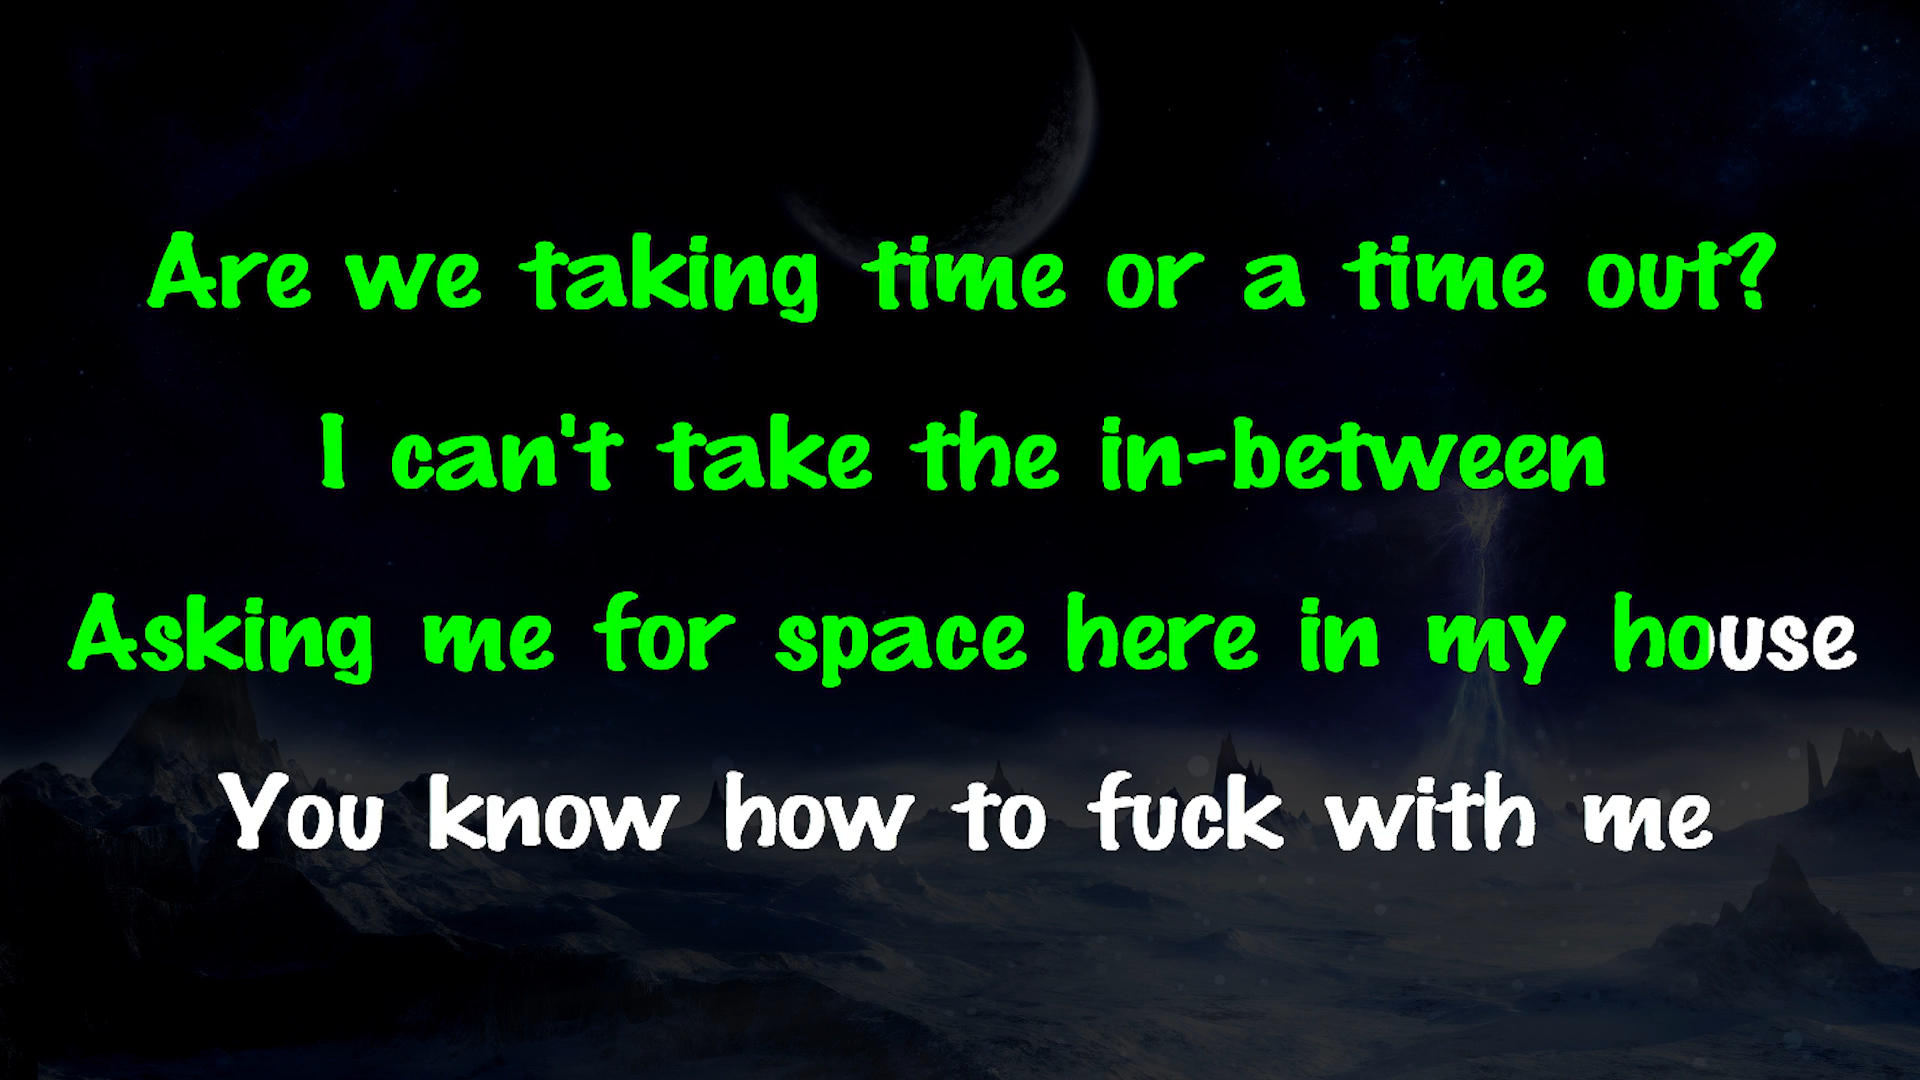 Are we taking time or a time out?
I can't take the in-between
Asking me for space here in my house
You know how to fuck with me